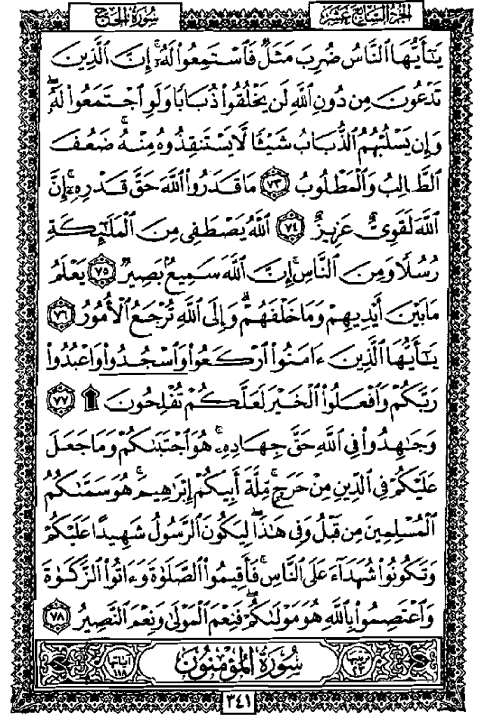 سُورَةُ الحَجّ الجزء السابع عشر
يَٰٓأَيُّهَا ٱلنَّاسُ ضُرِبَ مَثَلٌ فَٱسْتَمِعُوا۟ لَهُۥٓ ۚ إِنَّ ٱلَّذِينَ
تَدْعُونَ مِن دُونِ ٱللَّهِ لَن يَخْلُقُوا۟ ذُبَابًا وَلَوِ ٱجْتَمَعُوا۟ لَهُۥ ۖ
وَإِن يَسْلُبْهُمُ ٱلذُّبَابُ شَيْـًٔا لَّا يَسْتَنقِذُوهُ مِنْهُ ۚ ضَعُفَ
ٱلطَّالِبُ وَٱلْمَطْلُوبُ ٧٣ مَا قَدَرُوا۟ ٱللَّهَ حَقَّ قَدْرِهِۦٓ ۗ إِنَّ
ٱللَّهَ لَقَوِىٌّ عَزِيزٌ ٧٤ ٱللَّهُ يَصْطَفِى مِنَ ٱلْمَلَٰٓئِكَةِ
رُسُلًا وَمِنَ ٱلنَّاسِ ۚ إِنَّ ٱللَّهَ سَمِيعٌۢ بَصِيرٌ ٧٥ يَعْلَمُ
مَا بَيْنَ أَيْدِيهِمْ وَمَا خَلْفَهُمْ ۗ وَإِلَى ٱللَّهِ تُرْجَعُ ٱلْأُمُورُ ٧٦
يَٰٓأَيُّهَا ٱلَّذِينَ ءَامَنُوا۟ ٱرْكَعُوا۟ وَٱسْجُدُوا۟ وَٱعْبُدُوا۟
رَبَّكُمْ وَٱفْعَلُوا۟ ٱلْخَيْرَ لَعَلَّكُمْ تُفْلِحُونَ ۩ ٧٧
وَجَٰهِدُوا۟ فِى ٱللَّهِ حَقَّ جِهَادِهِۦ ۚ هُوَ ٱجْتَبَىٰكُمْ وَمَا جَعَلَ
عَلَيْكُمْ فِى ٱلدِّينِ مِنْ حَرَجٍ ۚ مِّلَّةَ أَبِيكُمْ إِبْرَٰهِيمَ ۚ هُوَ سَمَّىٰكُمُ
ٱلْمُسْلِمِينَ مِن قَبْلُ وَفِى هَٰذَا لِيَكُونَ ٱلرَّسُولُ شَهِيدًا عَلَيْكُمْ
وَتَكُونُوا۟ شُهَدَآءَ عَلَى ٱلنَّاسِ ۚ فَأَقِيمُوا۟ ٱلصَّلَوٰةَ وَءَاتُوا۟ ٱلزَّكَوٰةَ
وَٱعْتَصِمُوا۟ بِٱللَّهِ هُوَ مَوْلَىٰكُمْ ۖ فَنِعْمَ ٱلْمَوْلَىٰ وَنِعْمَ ٱلنَّصِيرُ ٧٨
سُورَةُ المُؤْمِنُونَ آياتها ١١٨
٣٤١